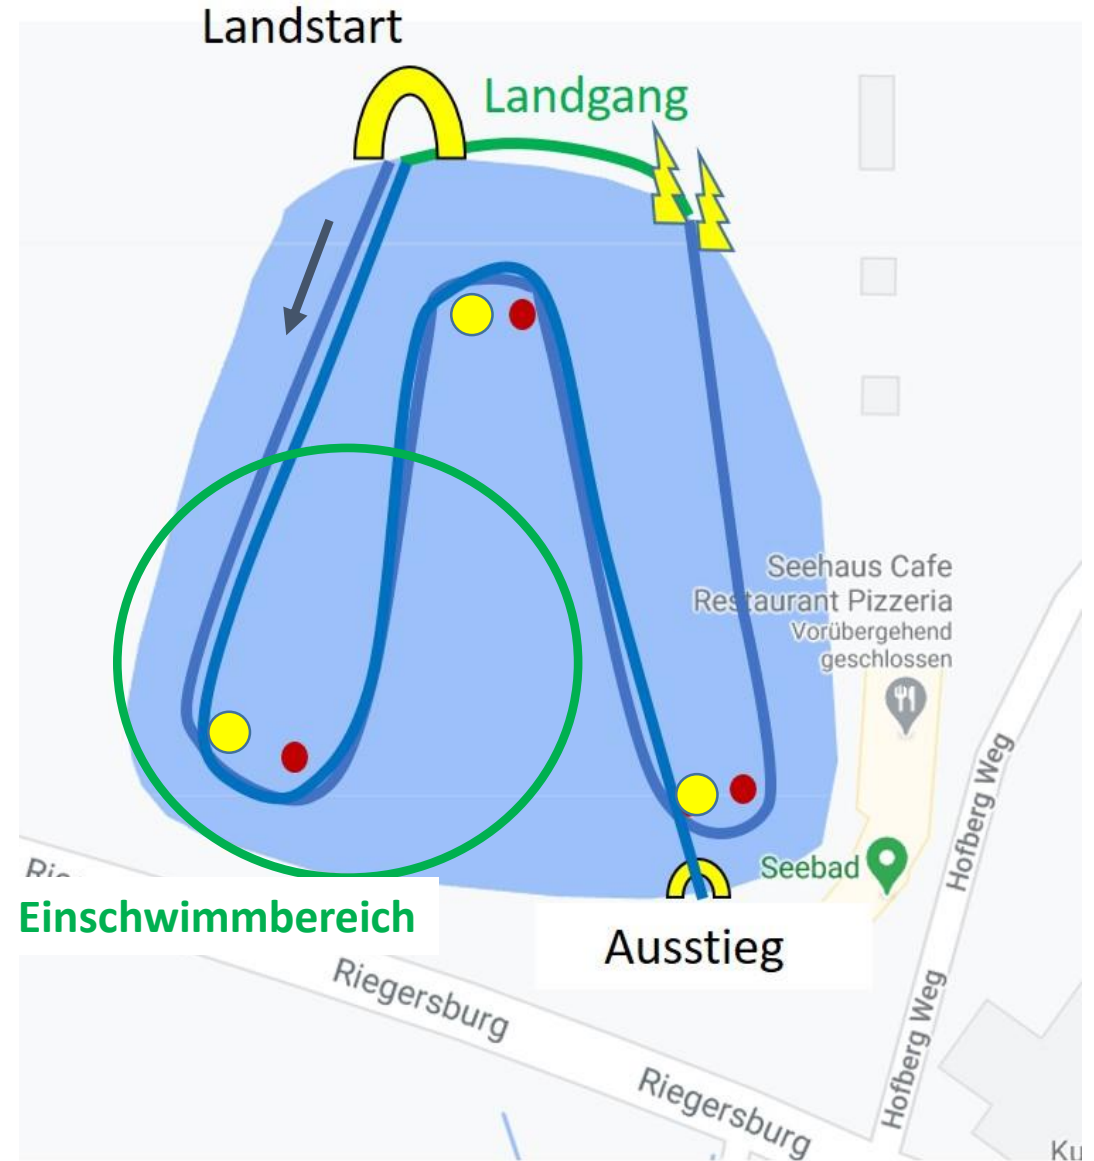 Landstart
Landgang
Seehaus Cafe
Restaurant Pizzeria
Vorübergehend
geschlossen
Hofberg Weg
Seebad
Einschwimmbereich
Ausstieg
Riegersburg
Hofberg Weg
Riegersburg